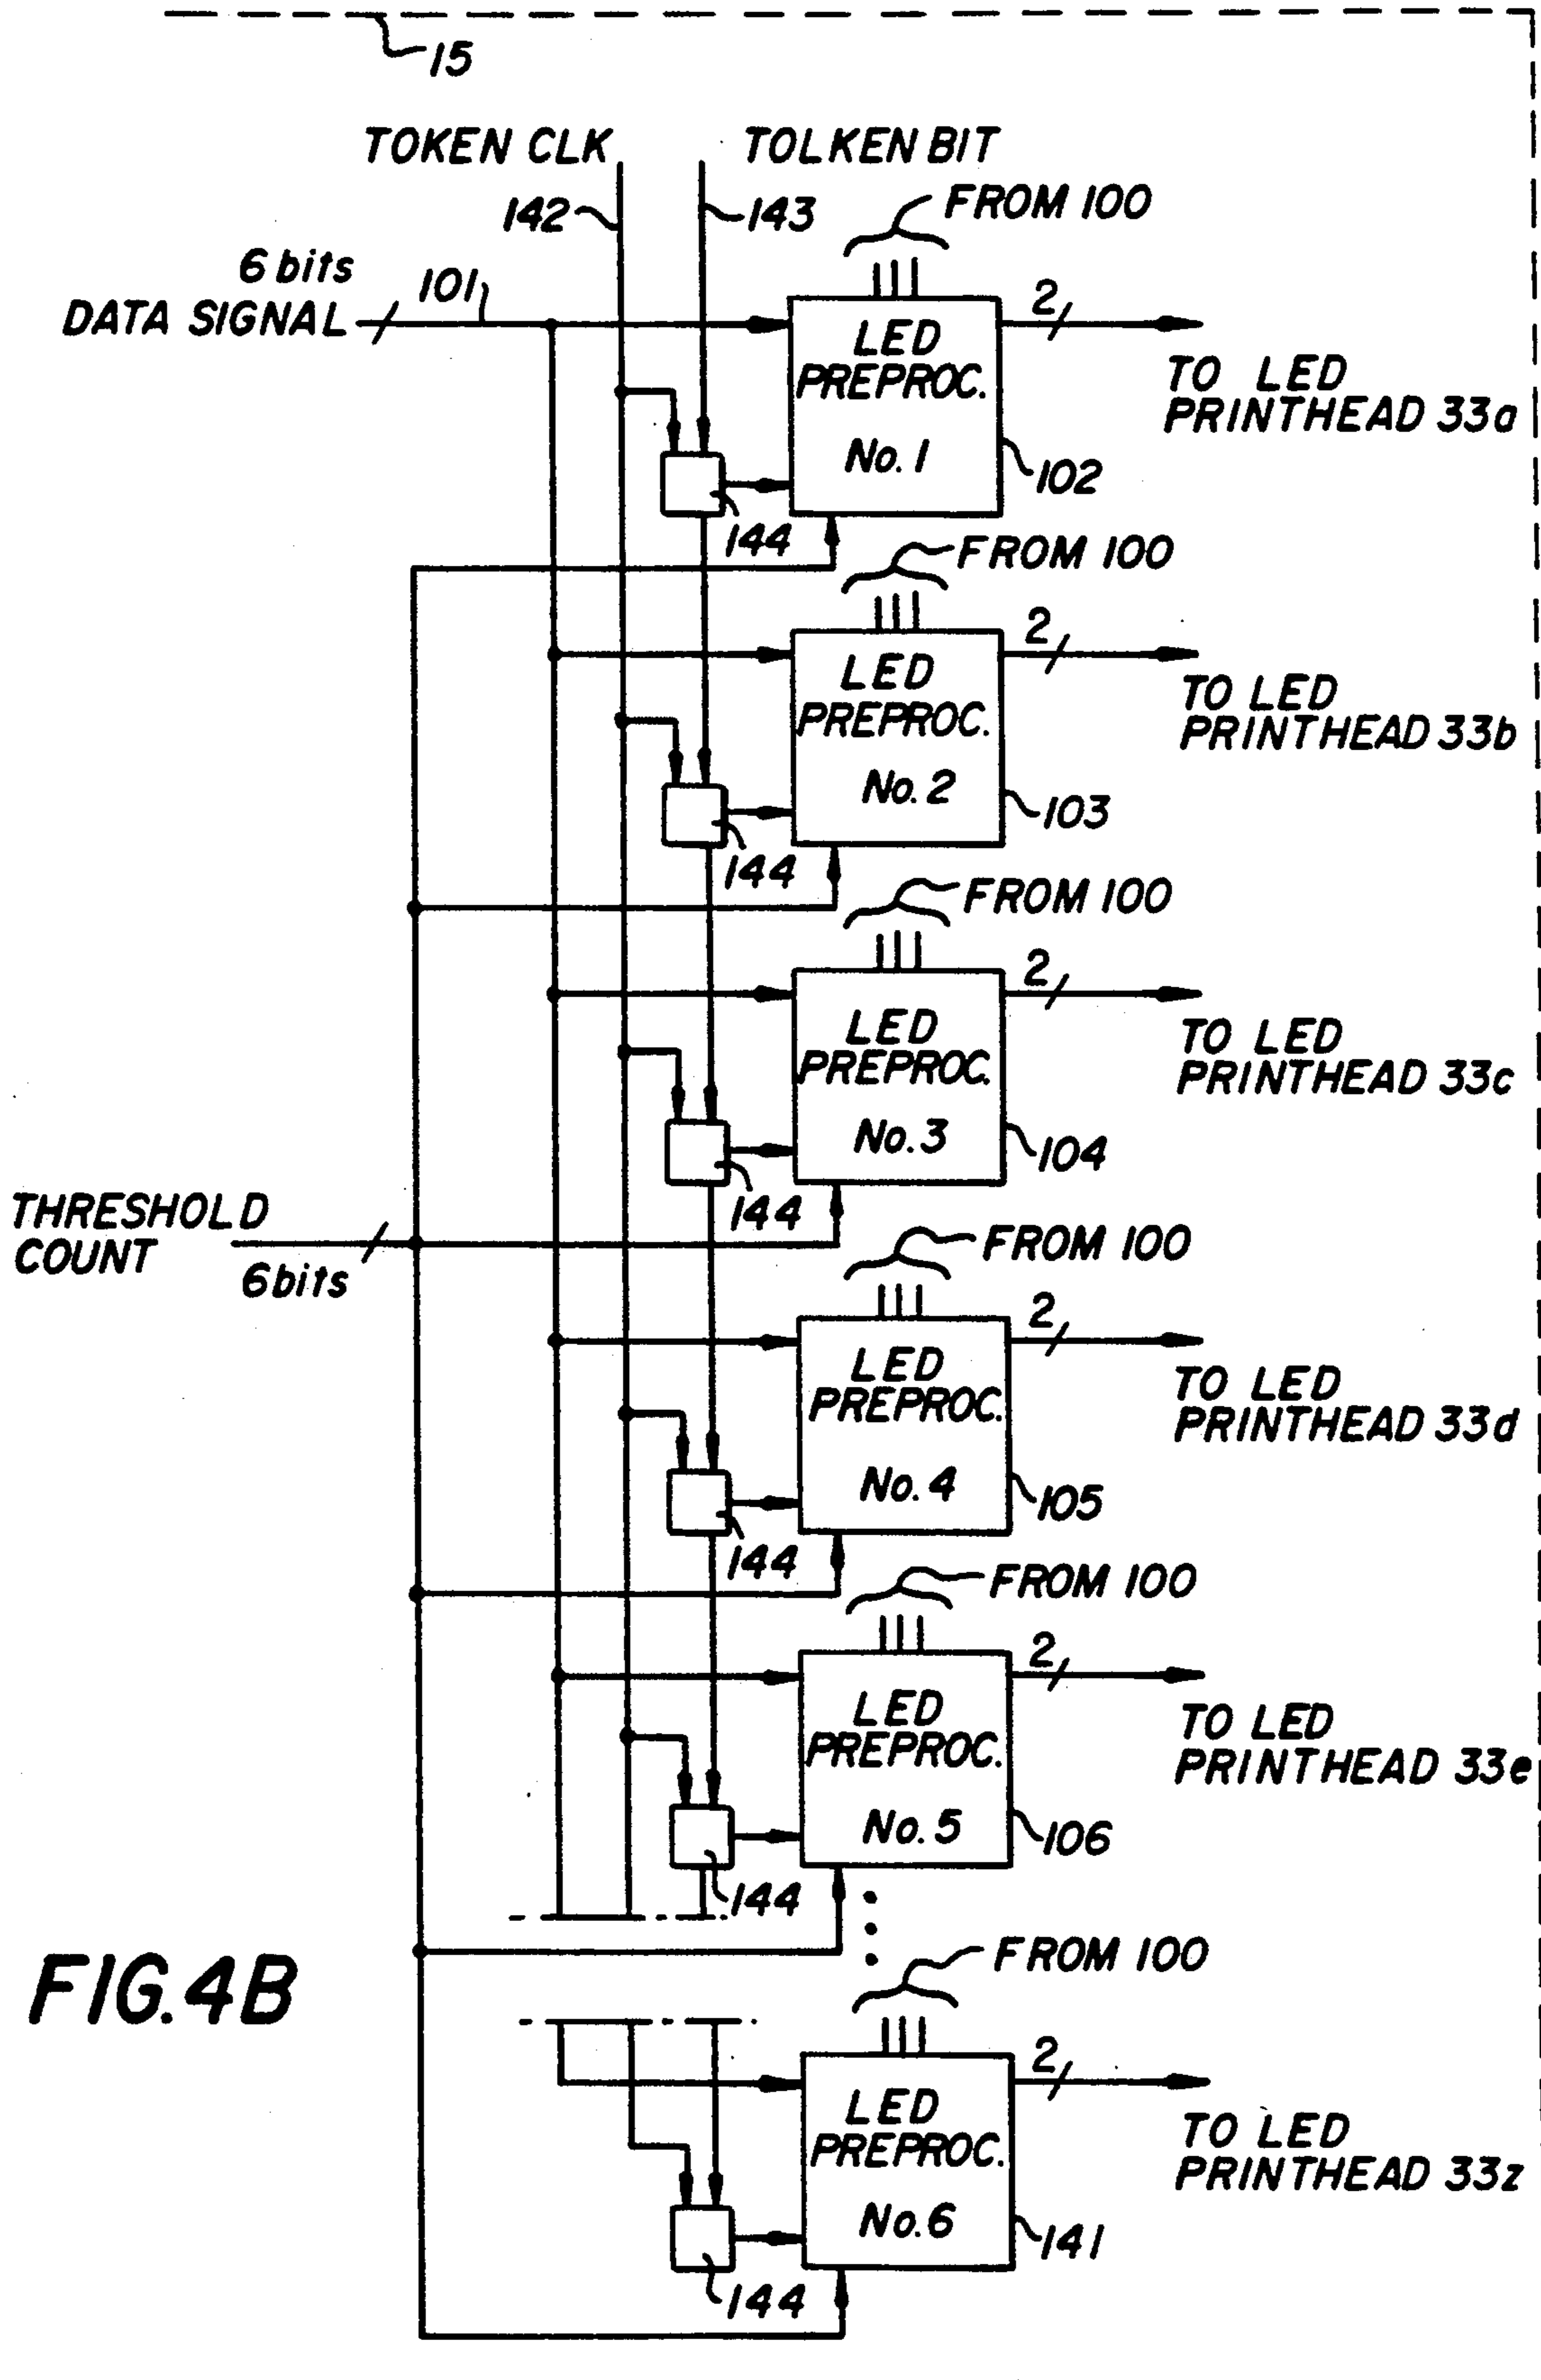 15
TOKEN CLK
TOLKEN BIT
142
143
FROM 100
6 bits
DATA SIGNAL
101
2
LED
PREPROC.
No. 1
TO LED
PRINTHEAD 33a
102
144
FROM 100
2
LED
PREPROC.
No. 2
TO LED
PRINTHEAD 33b
103
144
FROM 100
2
LED
PREPROC.
No. 3
TO LED
PRINTHEAD 33c
104
144
THRESHOLD
COUNT
6 bits
FROM 100
2
LED
PREPROC.
No. 4
TO LED
PRINTHEAD 33d
105
144
FROM 100
2
LED
PREPROC.
No. 5
TO LED
PRINTHEAD 33e
106
144
FROM 100
FIG. 4B
2
LED
PREPROC.
No. 6
TO LED
PRINTHEAD 33z
141
144